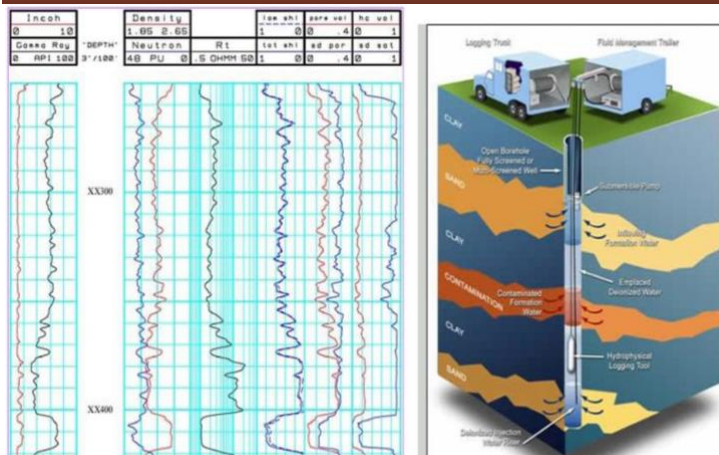 Incoh
0 10
Gamma Ray
0 API 100
"DEPTH"
3"/100'
Density
1.85 2.65
Neutron
48 PU 0
Rt
.5 OHMM 50
lam shl
1 0
tot shl
1 0
pore vol
0 .4
sd por
0 .4
hc vol
0 1
sd sat
0 1
XX300
XX400
Logging Truck
Fluid Management Trailer
CLAY
Open Borehole
Fully Screened or
Multi-Screened Well
SAND
Submersible Pump
Inflowing
Formation Water
CLAY
Emplaced
Deionized Water
CONTAMINATION
Contaminated
Formation
Water
CLAY
Hydrophysical
Logging Tool
SAND
Deionized Injection
Water Riser